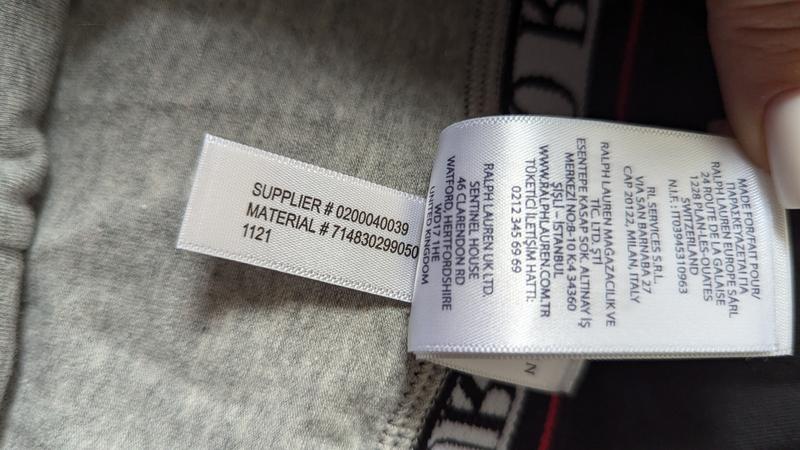 SUPPLIER # 0200040039
MATERIAL # 714830299050
1121
MADE FOR/FAIT POUR/
ΠΑΡΑΣΚΕΥΑΖΕΤΑΙ ΓΙΑ
RALPH LAUREN EUROPE SÀRL
24 ROUTE DE LA GALAISE
1228 PLAN-LES-OUATES
SWITZERLAND
N.I.F.: IT03945310963
RL SERVICES S.R.L.
VIA SAN BARNABA 27
CAP 20122, MILAN, ITALY
RALPH LAUREN MAGAZACILIK VE
TİC. LTD. ŞTİ
ESENTEPE KASAP SOK. ALTINAY İŞ
MERKEZİ NO:8-10 K:4 34360
ŞİŞLİ – İSTANBUL
WWW.RALPHLAUREN.COM.TR
TÜKETİCİ İLETİŞİM HATTI:
0212 345 69 69
RALPH LAUREN UK LTD.
SENTINEL HOUSE
46 CLARENDON RD
WATFORD, HERTFORDSHIRE
WD17 1HE
UNITED KINGDOM
N